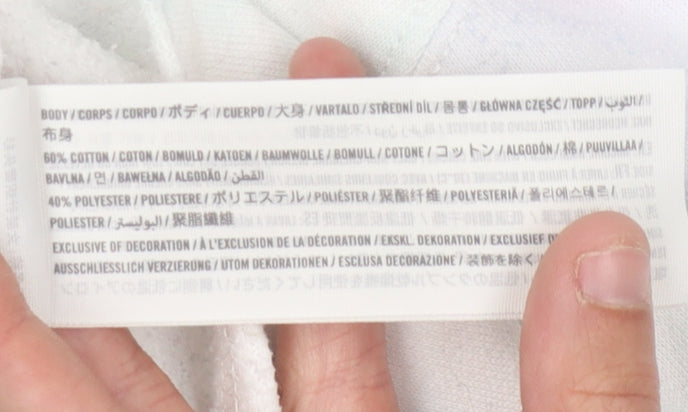 BODY / CORPS / CORPO / ボディ / CUERPO / 大身 / VARTALO / STŘEDNÍ DÍL / 몸통 / GŁÓWNA CZĘŚĆ / TOPP / الثوب /
布身
60% COTTON / COTON / BOMULD / KATOEN / BAUMWOLLE / BOMULL / COTONE / コットン / ALGODÓN / 棉 / PUUVILLAA /
BAVLNA / 면 / BAWEŁNA / ALGODÃO / القطن
40% POLYESTER / POLIESTERE / ポリエステル / POLIÉSTER / 聚酯纤维 / POLYESTERIÄ / 폴리에스테르 /
POLIESTER / البوليستر / 聚脂纖維
EXCLUSIVE OF DECORATION / À L'EXCLUSION DE LA DÉCORATION / EKSKL. DEKORATION / EXCLUSIEF
AUSSCHLIESSLICH VERZIERUNG / UTOM DEKORATIONEN / ESCLUSA DECORAZIONE / 装飾を除く